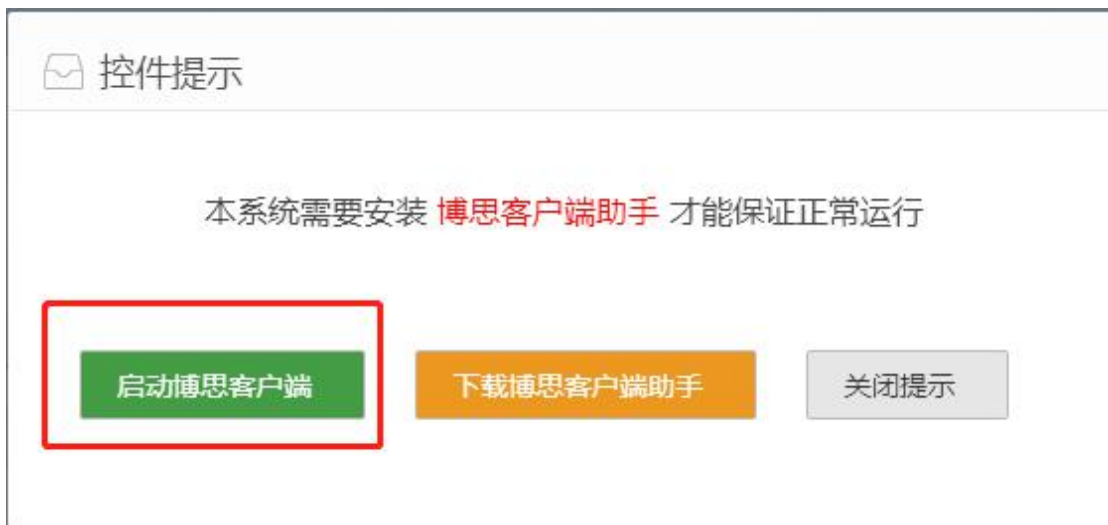 控件提示
本系统需要安装 博思客户端助手 才能保证正常运行
启动博思客户端 下载博思客户端助手 关闭提示